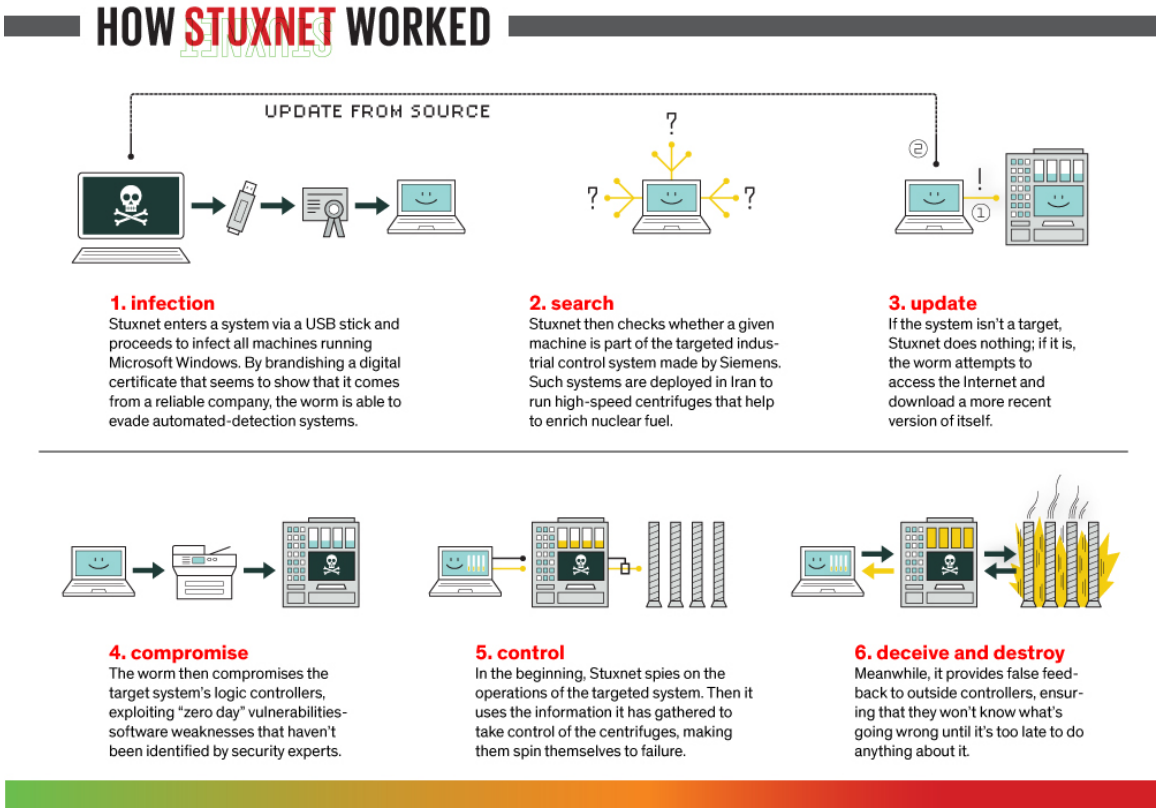 HOW STUXNET WORKED
STUXNET
UPDATE FROM SOURCE
?
?
?
2
!
1
1. infection
Stuxnet enters a system via a USB stick and
proceeds to infect all machines running
Microsoft Windows. By brandishing a digital
certificate that seems to show that it comes
from a reliable company, the worm is able to
evade automated-detection systems.
2. search
Stuxnet then checks whether a given
machine is part of the targeted indus-
trial control system made by Siemens.
Such systems are deployed in Iran to
run high-speed centrifuges that help
to enrich nuclear fuel.
3. update
If the system isn't a target,
Stuxnet does nothing; if it is,
the worm attempts to
access the Internet and
download a more recent
version of itself.
4. compromise
The worm then compromises the
target system's logic controllers,
exploiting “zero day” vulnerabilities-
software weaknesses that haven't
been identified by security experts.
5. control
In the beginning, Stuxnet spies on the
operations of the targeted system. Then it
uses the information it has gathered to
take control of the centrifuges, making
them spin themselves to failure.
6. deceive and destroy
Meanwhile, it provides false feed-
back to outside controllers, ensur-
ing that they won't know what's
going wrong until it's too late to do
anything about it.